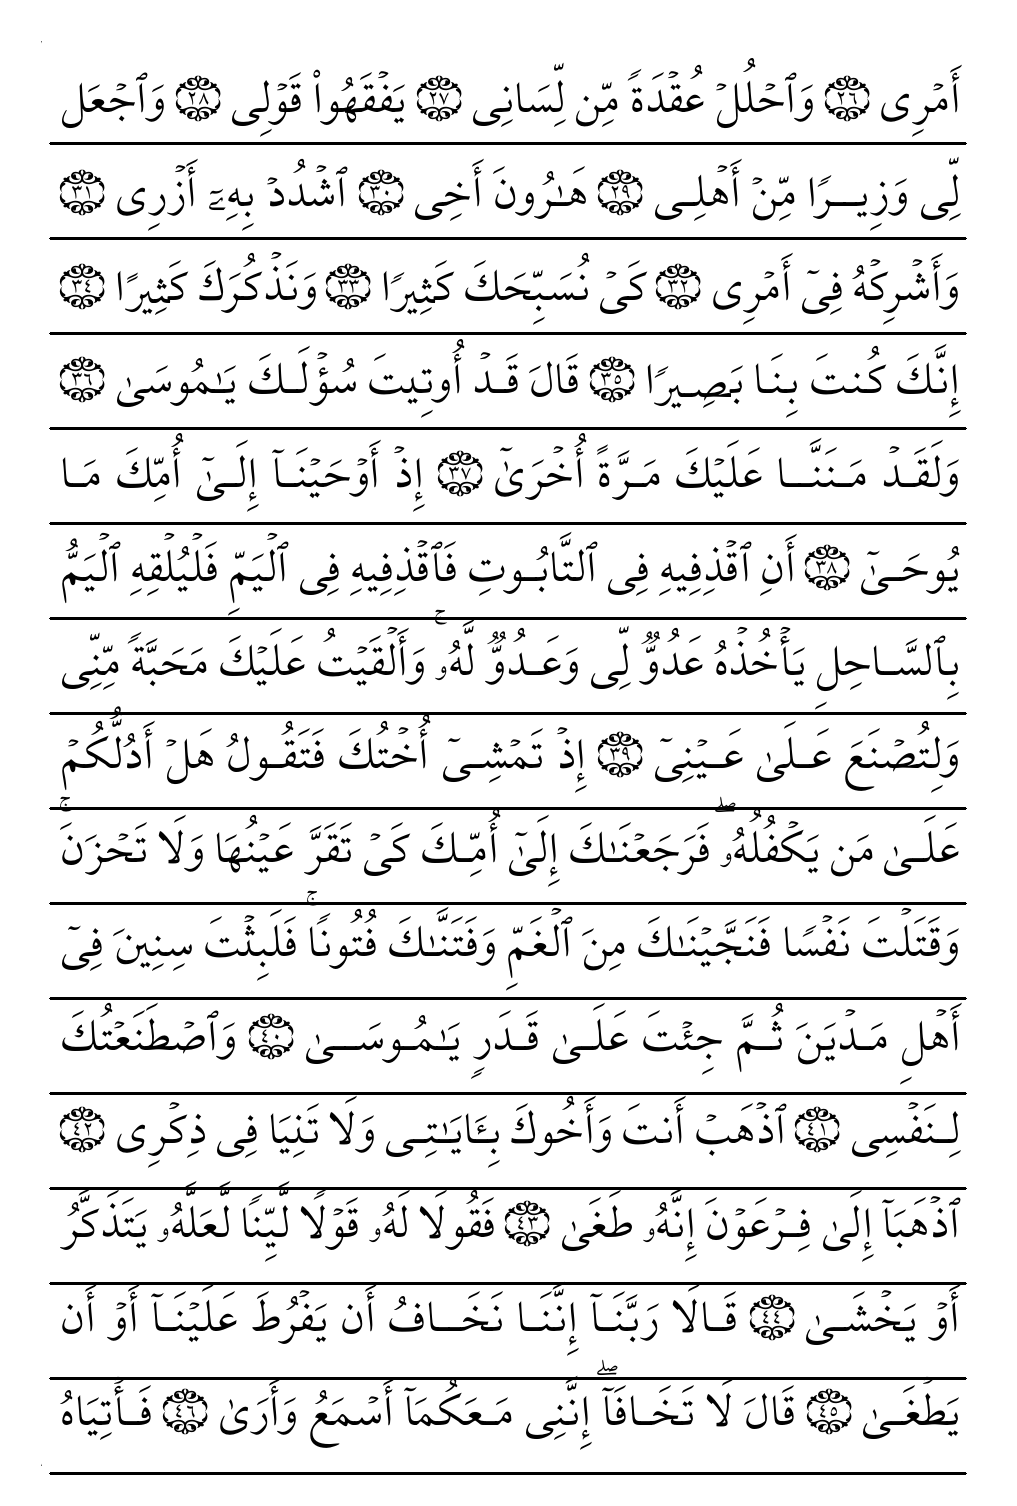 أَمۡرِى ٢٦ وَٱحۡلُلۡ عُقۡدَةً مِّن لِّسَانِى ٢٧ يَفۡقَهُوا۟ قَوۡلِى ٢٨ وَٱجۡعَل
لِّى وَزِيرًا مِّنۡ أَهۡلِى ٢٩ هَـٰرُونَ أَخِى ٣٠ ٱشۡدُدۡ بِهِۦٓ أَزۡرِى ٣١
وَأَشۡرِكۡهُ فِىٓ أَمۡرِى ٣٢ كَىۡ نُسَبِّحَكَ كَثِيرًا ٣٣ وَنَذۡكُرَكَ كَثِيرًا ٣٤
إِنَّكَ كُنتَ بِنَا بَصِيرًا ٣٥ قَالَ قَدۡ أُوتِيتَ سُؤۡلَكَ يَـٰمُوسَىٰ ٣٦
وَلَقَدۡ مَنَنَّا عَلَيۡكَ مَرَّةً أُخۡرَىٰٓ ٣٧ إِذۡ أَوۡحَيۡنَآ إِلَىٰٓ أُمِّكَ مَا
يُوحَىٰٓ ٣٨ أَنِ ٱقۡذِفِيهِ فِى ٱلتَّابُوتِ فَٱقۡذِفِيهِ فِى ٱلۡيَمِّ فَلۡيُلۡقِهِ ٱلۡيَمُّ
بِٱلسَّاحِلِ يَأۡخُذۡهُ عَدُوٌّ لِّى وَعَدُوٌّ لَّهُۥۚ وَأَلۡقَيۡتُ عَلَيۡكَ مَحَبَّةً مِّنِّى
وَلِتُصۡنَعَ عَلَىٰ عَيۡنِىٓ ٣٩ إِذۡ تَمۡشِىٓ أُخۡتُكَ فَتَقُولُ هَلۡ أَدُلُّكُمۡ
عَلَىٰ مَن يَكۡفُلُهُۥۖ فَرَجَعۡنَـٰكَ إِلَىٰٓ أُمِّكَ كَىۡ تَقَرَّ عَيۡنُهَا وَلَا تَحۡزَنَۚ
وَقَتَلۡتَ نَفۡسًا فَنَجَّيۡنَـٰكَ مِنَ ٱلۡغَمِّ وَفَتَنَّـٰكَ فُتُونًاۚ فَلَبِثۡتَ سِنِينَ فِىٓ
أَهۡلِ مَدۡيَنَ ثُمَّ جِئۡتَ عَلَىٰ قَدَرٍ يَـٰمُوسَىٰ ٤٠ وَٱصۡطَنَعۡتُكَ
لِنَفۡسِى ٤١ ٱذۡهَبۡ أَنتَ وَأَخُوكَ بِـَٔايَـٰتِى وَلَا تَنِيَا فِى ذِكۡرِى ٤٢
ٱذۡهَبَآ إِلَىٰ فِرۡعَوۡنَ إِنَّهُۥ طَغَىٰ ٤٣ فَقُولَا لَهُۥ قَوۡلًا لَّيِّنًا لَّعَلَّهُۥ يَتَذَكَّرُ
أَوۡ يَخۡشَىٰ ٤٤ قَالَا رَبَّنَآ إِنَّنَا نَخَافُ أَن يَفۡرُطَ عَلَيۡنَآ أَوۡ أَن
يَطۡغَىٰ ٤٥ قَالَ لَا تَخَافَآۖ إِنَّنِى مَعَكُمَآ أَسۡمَعُ وَأَرَىٰ ٤٦ فَأۡتِيَاهُ